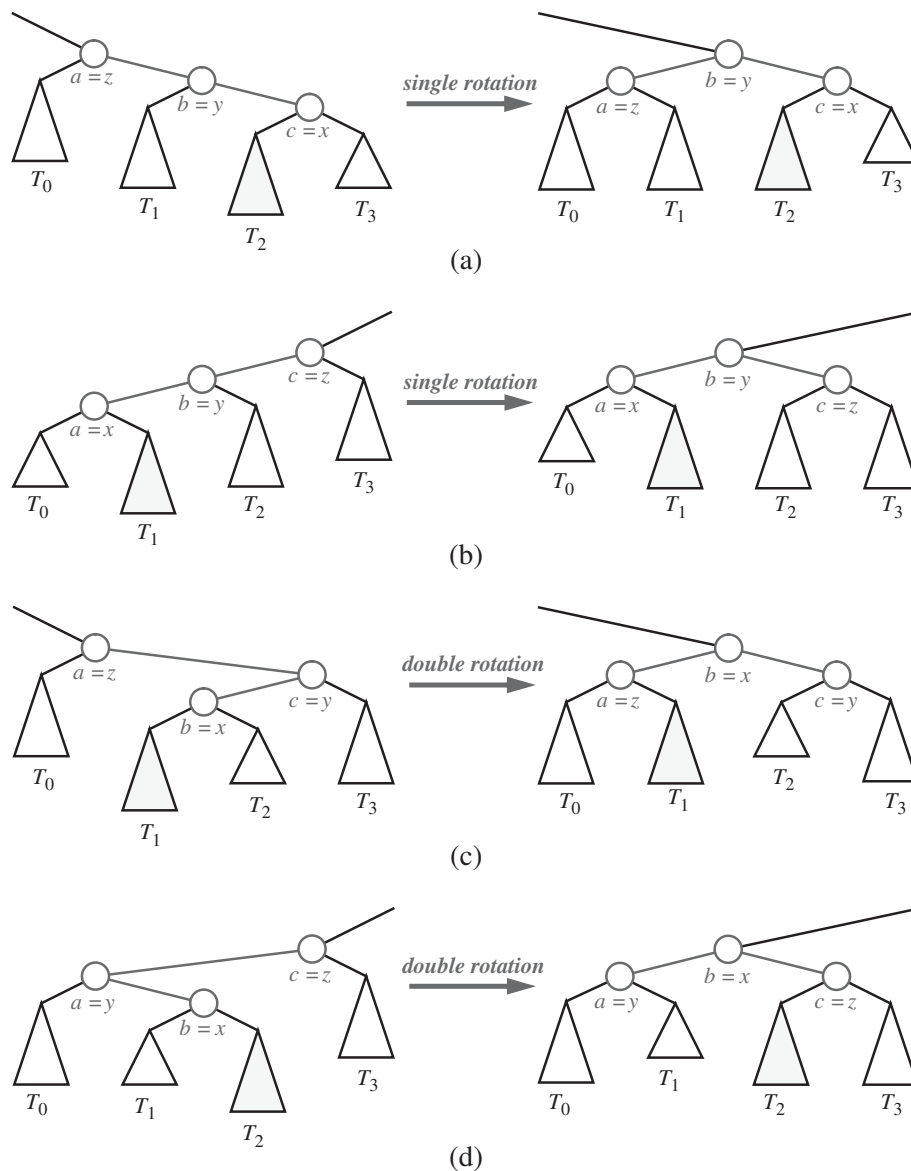 a = z
b = y
c = x
T0
T1
T2
T3
single rotation
b = y
a = z
c = x
T0
T1
T2
T3
(a)
c = z
b = y
a = x
T0
T1
T2
T3
single rotation
b = y
a = x
c = z
T0
T1
T2
T3
(b)
a = z
c = y
b = x
T0
T1
T2
T3
double rotation
b = x
a = z
c = y
T0
T1
T2
T3
(c)
c = z
a = y
b = x
T0
T1
T2
T3
double rotation
b = x
a = y
c = z
T0
T1
T2
T3
(d)